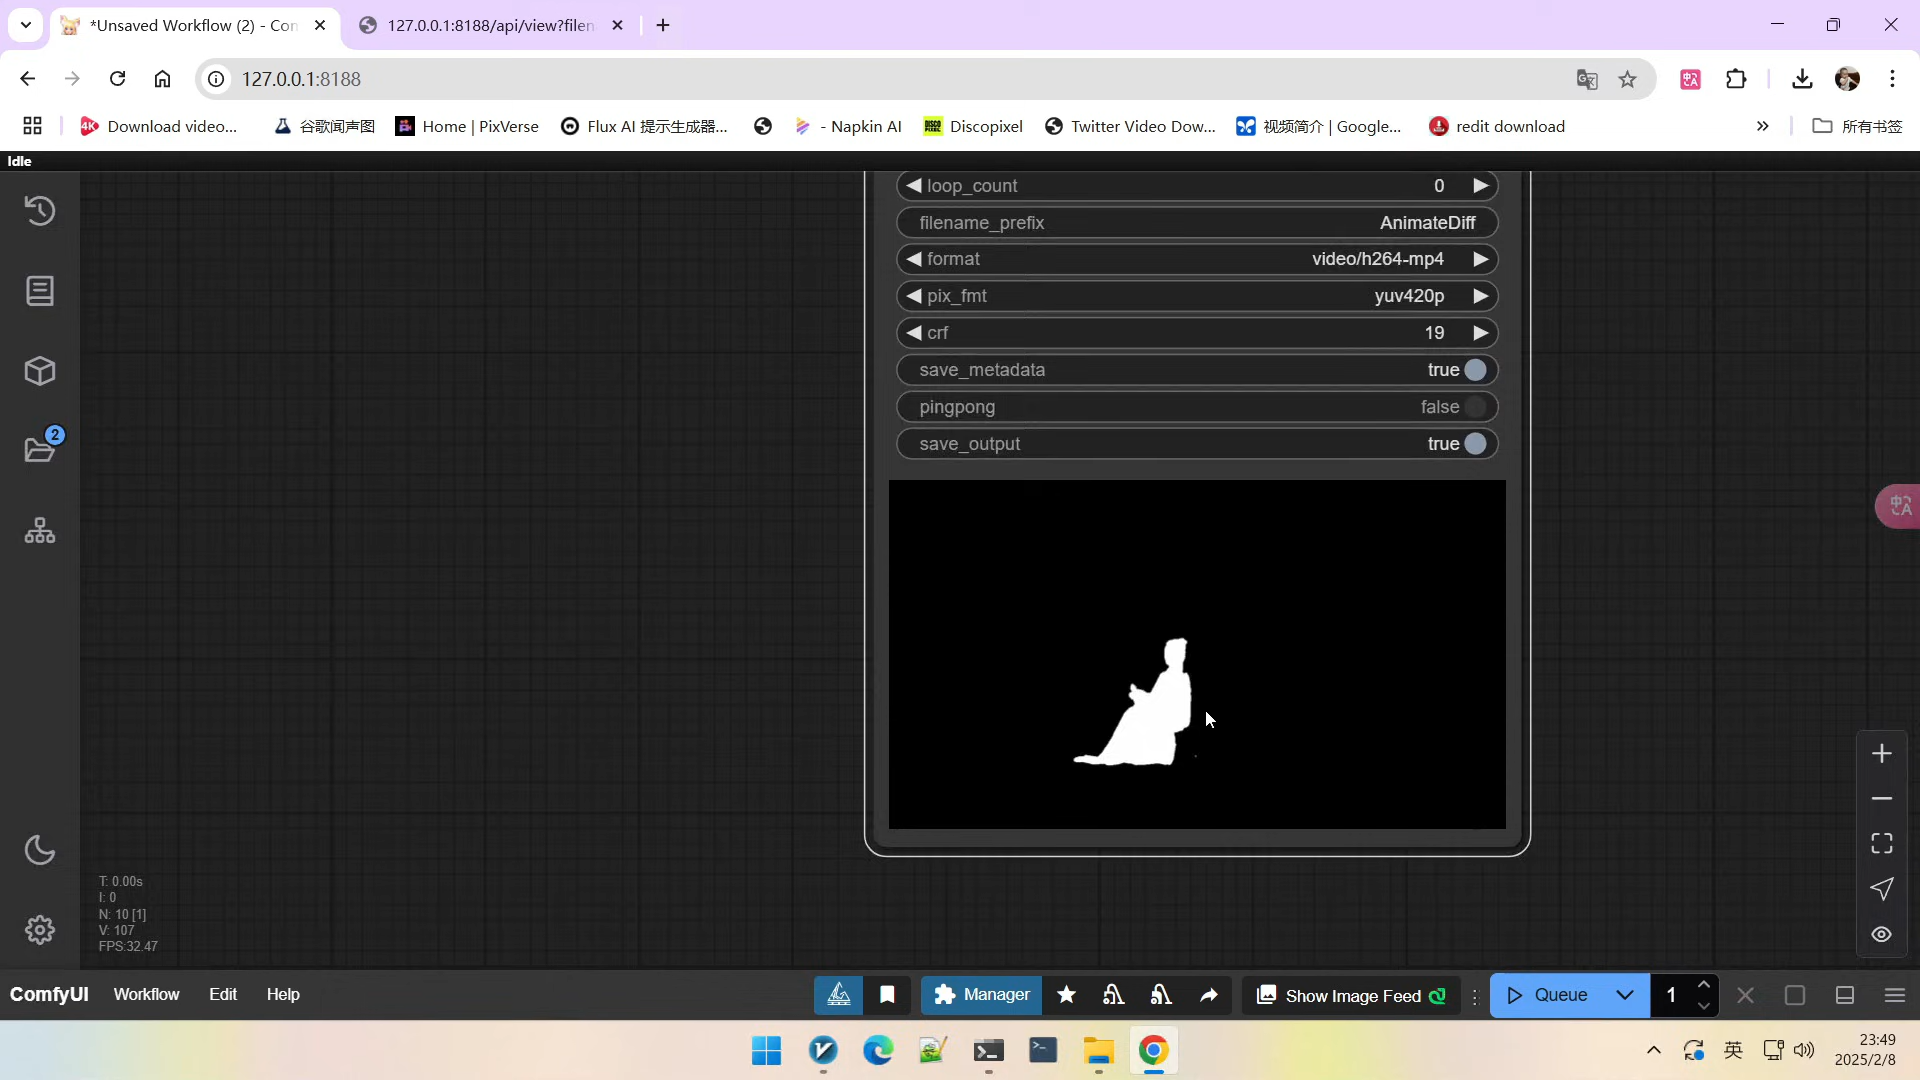 *Unsaved Workflow (2) - Con
127.0.0.1:8188/api/view?filen
127.0.0.1:8188
Download video...
谷歌闻声图
Home | PixVerse
Flux AI 提示生成器...
- Napkin AI
DISCO PIXEL
Discopixel
Twitter Video Dow...
视频简介 | Google...
redit download
所有书签
Idle
loop_count 0
filename_prefix AnimateDiff
format video/h264-mp4
pix_fmt yuv420p
crf 19
save_metadata true
pingpong false
save_output true
2
T: 0.00s
I: 0
N: 10 [1]
V: 107
FPS:32.47
ComfyUI Workflow Edit Help
Manager
Show Image Feed
Queue
1
英
23:49
2025/2/8